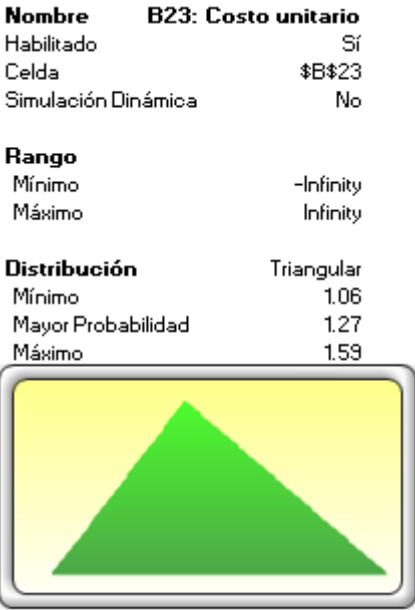 Nombre B23: Costo unitario
Habilitado Sí
Celda $B$23
Simulación Dinámica No
Rango
Mínimo -Infinity
Máximo Infinity
Distribución Triangular
Mínimo 1.06
Mayor Probabilidad 1.27
Máximo 1.59